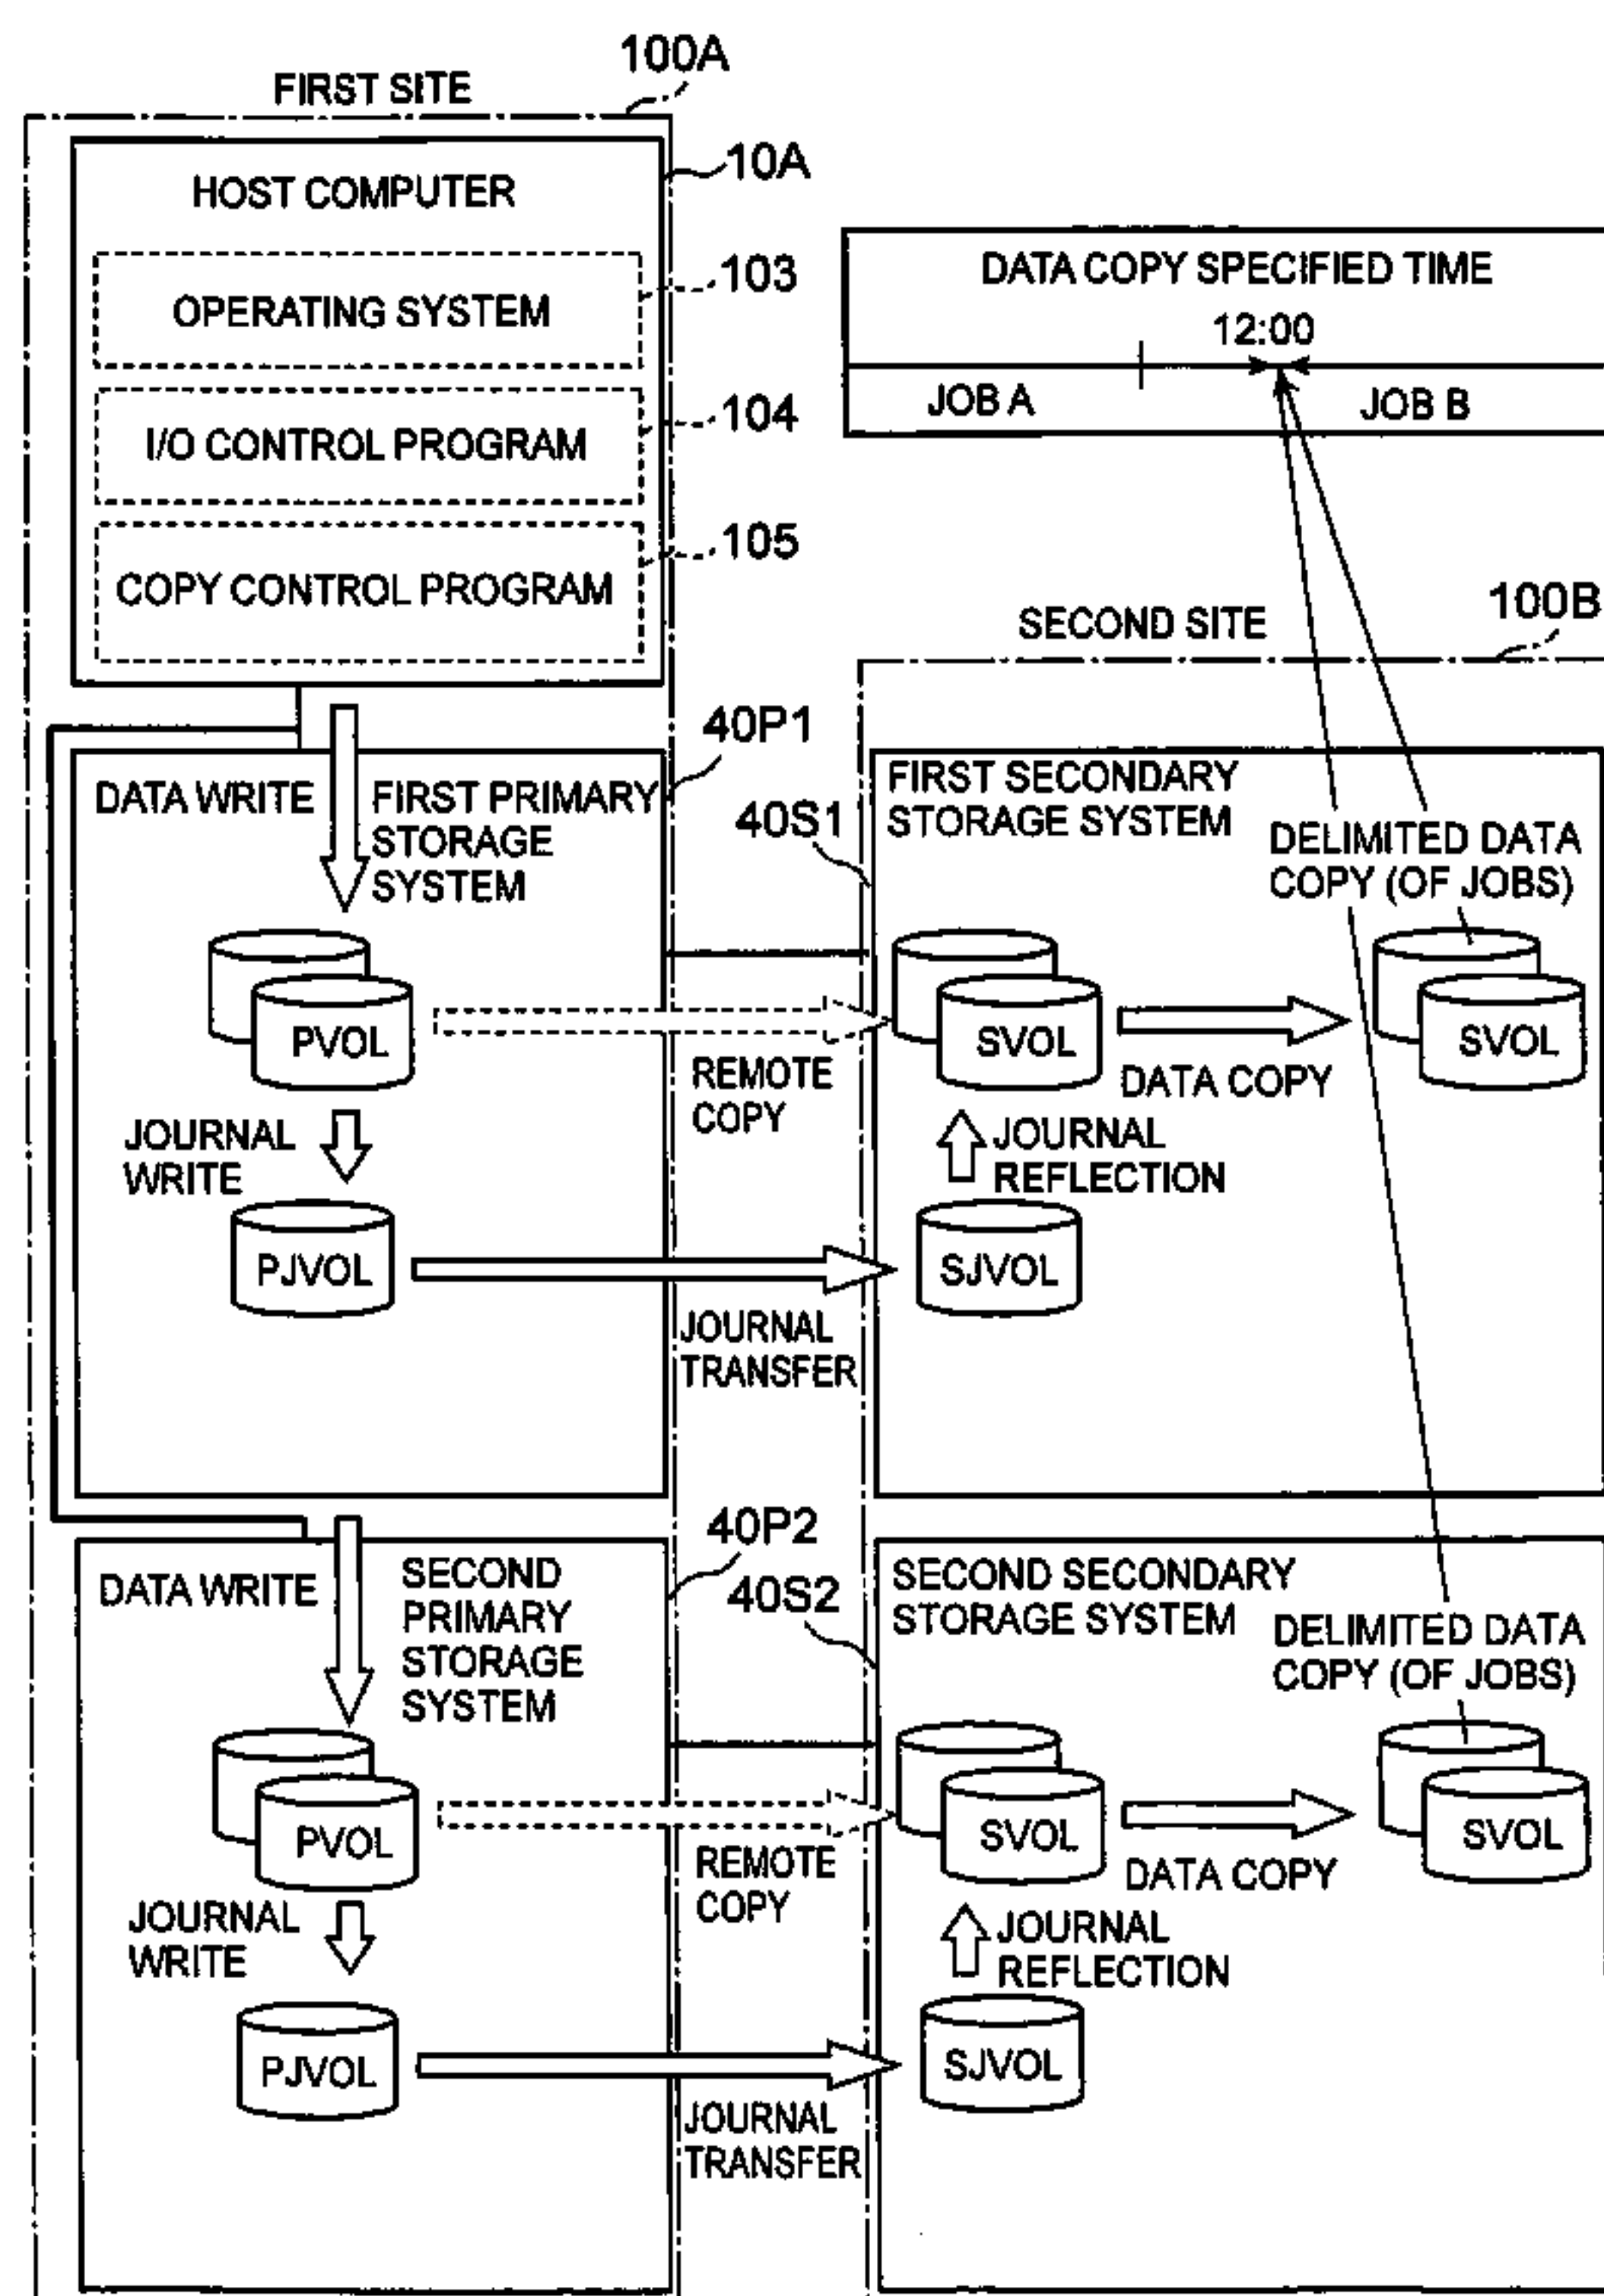 100A
FIRST SITE
10A
HOST COMPUTER
103
OPERATING SYSTEM
104
I/O CONTROL PROGRAM
105
COPY CONTROL PROGRAM
DATA COPY SPECIFIED TIME
12:00
JOB A
JOB B
100B
SECOND SITE
40P1
DATA WRITE
FIRST PRIMARY
STORAGE
SYSTEM
PVOL
JOURNAL
WRITE
PJVOL
REMOTE
COPY
JOURNAL
TRANSFER
40S1
FIRST SECONDARY
STORAGE SYSTEM
DELIMITED DATA
COPY (OF JOBS)
SVOL
DATA COPY
SVOL
JOURNAL
REFLECTION
SJVOL
40P2
DATA WRITE
SECOND
PRIMARY
STORAGE
SYSTEM
PVOL
JOURNAL
WRITE
PJVOL
REMOTE
COPY
JOURNAL
TRANSFER
40S2
SECOND SECONDARY
STORAGE SYSTEM
DELIMITED DATA
COPY (OF JOBS)
SVOL
DATA COPY
SVOL
JOURNAL
REFLECTION
SJVOL